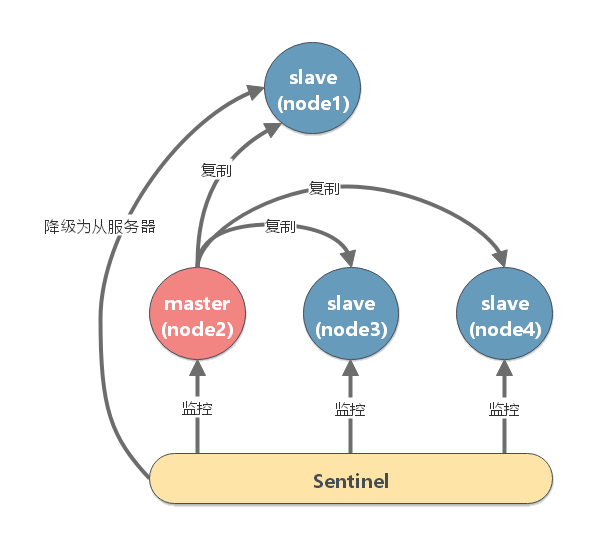 slave
(node1)
复制
复制
降级为从服务器
复制
master
(node2)
slave
(node3)
slave
(node4)
监控
监控
监控
Sentinel